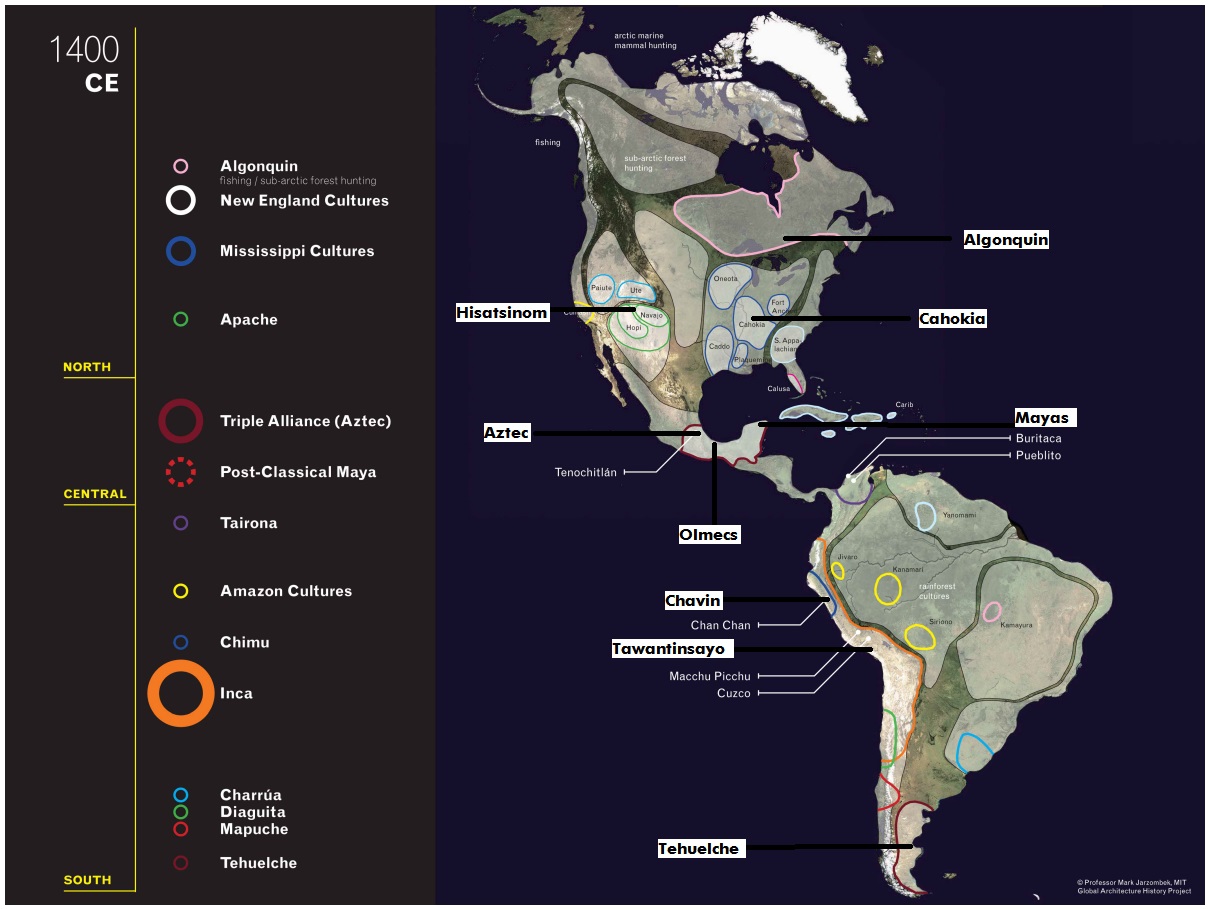 1400
CE
Algonquin
fishing / sub-arctic forest hunting
New England Cultures
Mississippi Cultures
Apache
NORTH
Triple Alliance (Aztec)
Post-Classical Maya
CENTRAL
Tairona
Amazon Cultures
Chimu
Inca
Charrúa
Diaguita
Mapuche
Tehuelche
SOUTH
arctic marine
mammal hunting
fishing
sub-arctic forest
hunting
Algonquin
Paiute
Ute
Oneota
Hisatsinom
Navajo
Hopi
Fort
Cahokia
Cahokia
Caddo
S. Appa-
lachian
Plaquemine
Calusa
Carib
Aztec
Mayas
Tenochitlán
Buritaca
Pueblito
Olmecs
Yanomami
Jivaro
Kanamari
rainforest
cultures
Chavin
Chan Chan
Siriono
Kamayura
Tawantinsayo
Macchu Picchu
Cuzco
Tehuelche
© Professor Mark Jarzombek, MIT
Global Architecture History Project